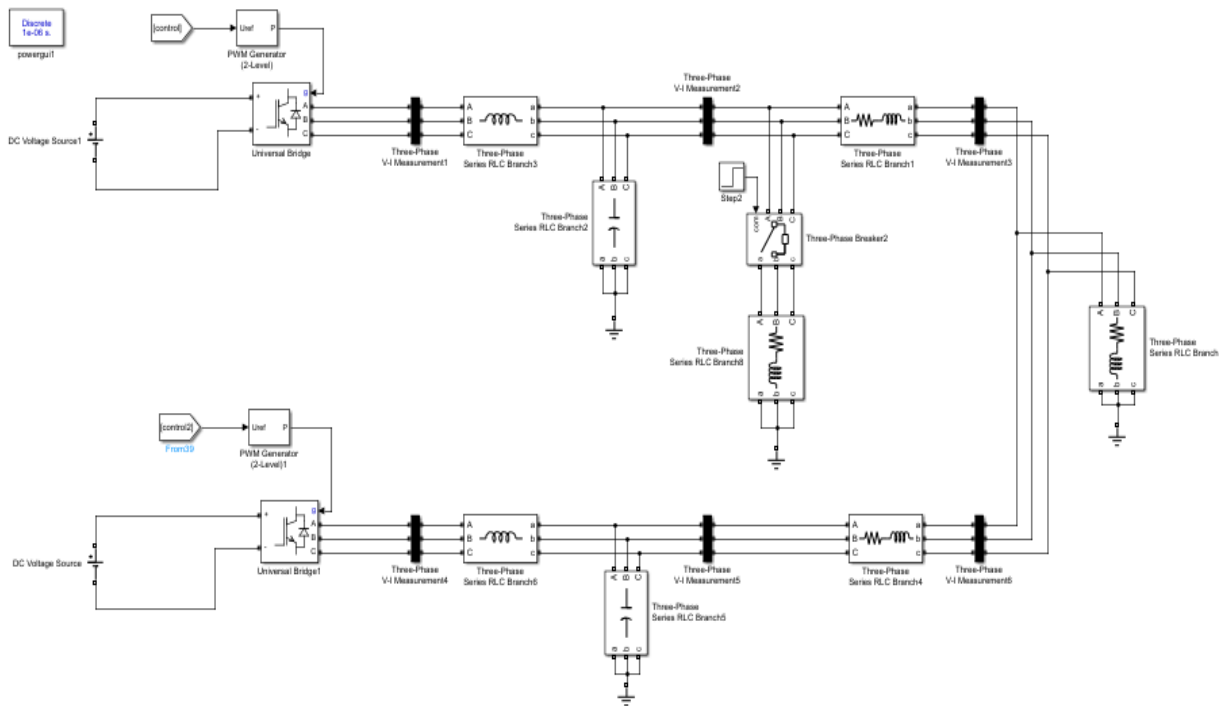 Discrete
1e-06 s.
powergui1
[control]
Uref
P
PWM Generator
(2-Level)
DC Voltage Source1
+
-
+
-
g
A
B
C
Universal Bridge
Three-Phase
V-I Measurement1
A
B
C
a
b
c
Three-Phase
Series RLC Branch3
Three-Phase
V-I Measurement2
A
B
C
a
b
c
Three-Phase
Series RLC Branch1
Three-Phase
V-I Measurement3
A
B
C
a
b
c
Three-Phase
Series RLC Branch2
Step2
com
A
B
C
a
b
c
Three-Phase Breaker2
A
B
C
a
b
c
Three-Phase
Series RLC Branch8
A
B
C
a
b
c
Three-Phase
Series RLC Branch
[control2]
From39
Uref
P
PWM Generator
(2-Level)1
DC Voltage Source
+
+
-
g
A
B
C
Universal Bridge1
Three-Phase
V-I Measurement4
A
B
C
a
b
c
Three-Phase
Series RLC Branch6
Three-Phase
V-I Measurement5
A
B
C
a
b
c
Three-Phase
Series RLC Branch4
Three-Phase
V-I Measurement6
A
B
C
a
b
c
Three-Phase
Series RLC Branch5